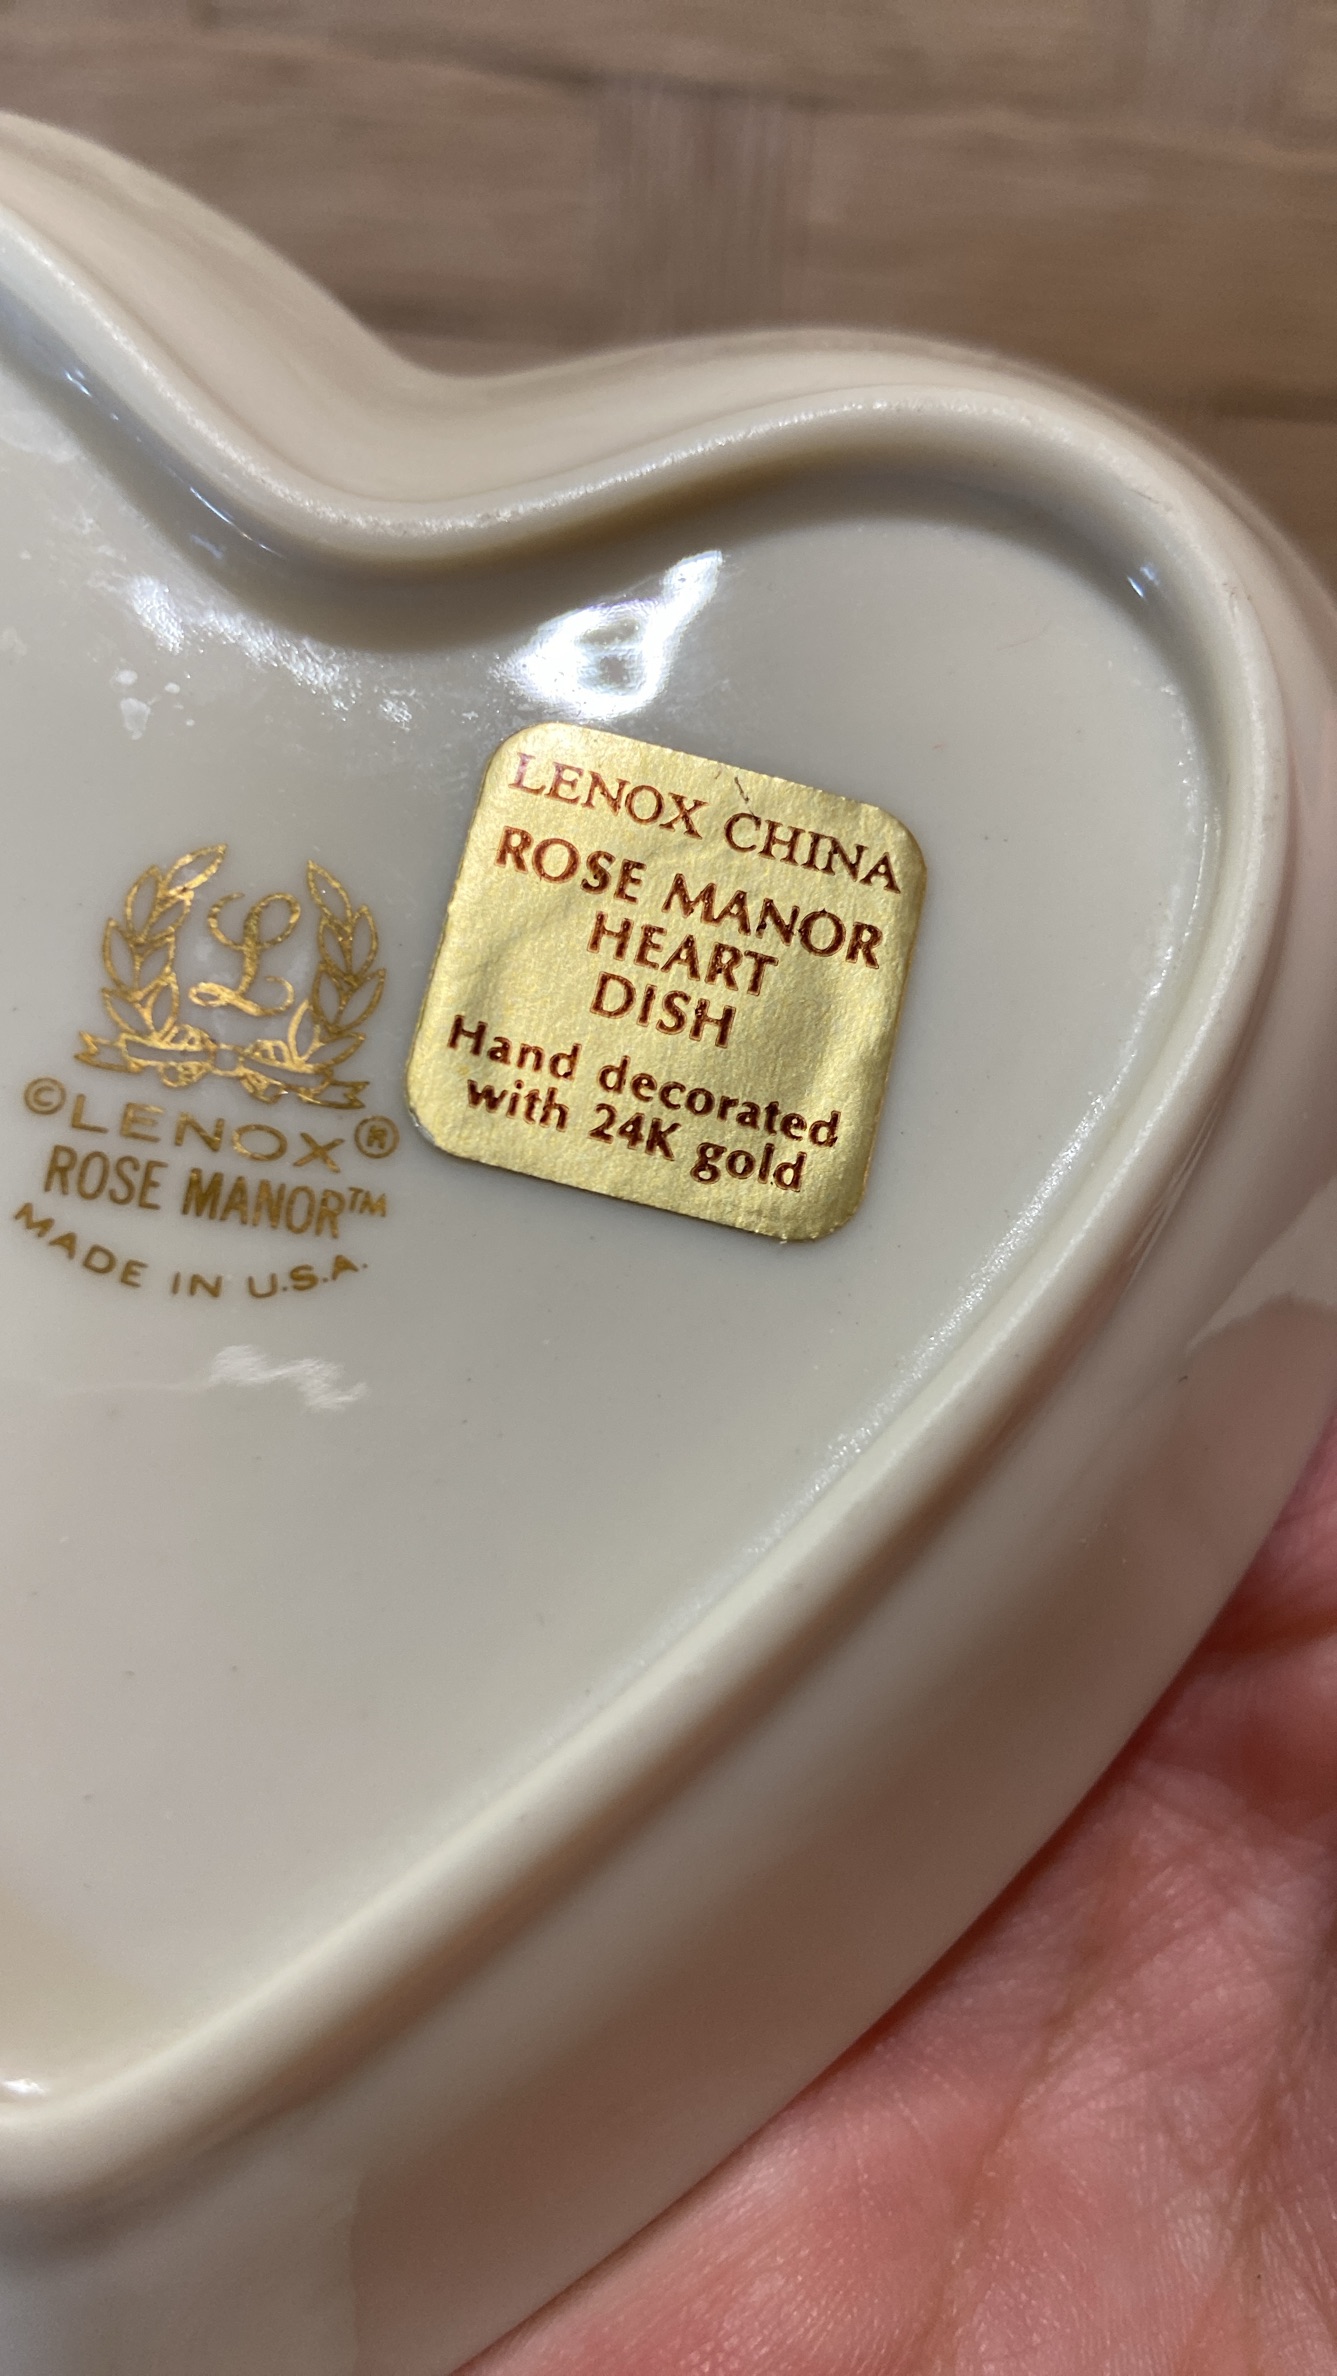 L
©LENOX®
ROSE MANOR™
MADE IN U.S.A.
LENOX CHINA
ROSE MANOR
HEART
DISH
Hand decorated
with 24K gold